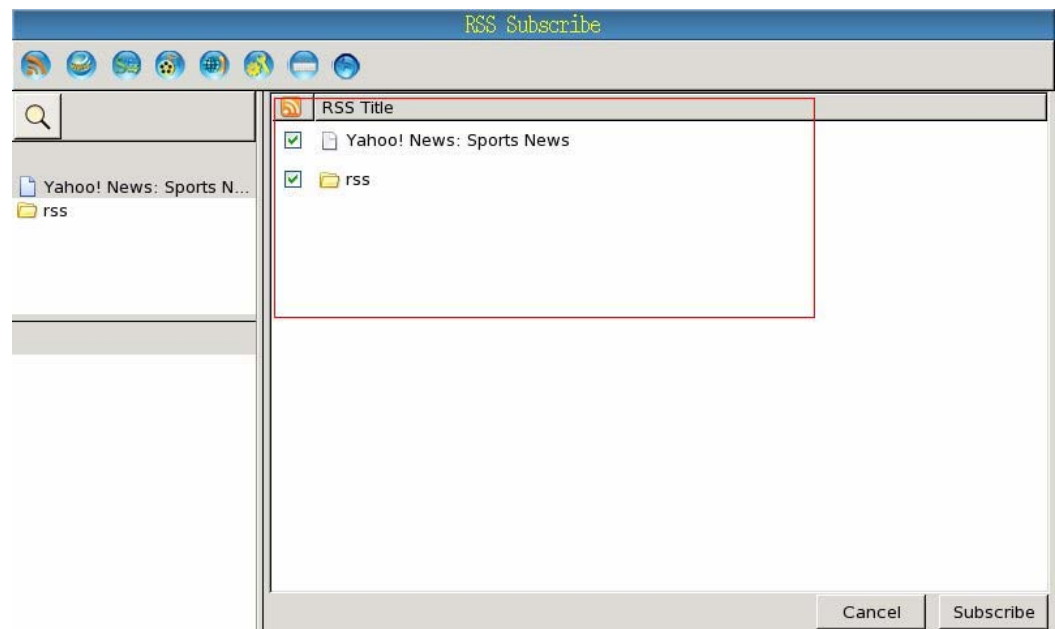 RSS Subscribe
Yahoo! News: Sports N...
rss
RSS Title
Yahoo! News: Sports News
rss
Cancel
Subscribe